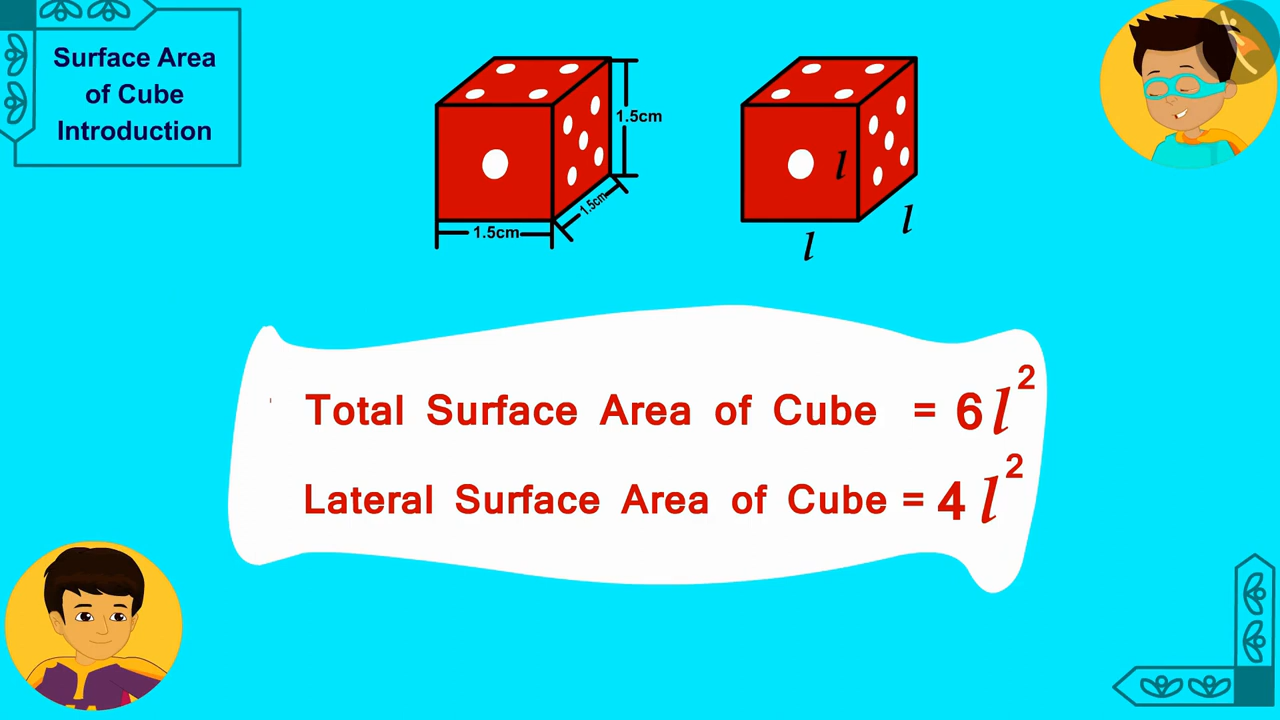 Surface Area
of Cube
Introduction
1.5cm
1.5cm
1.5cm
l
l
l
Total Surface Area of Cube = 6l²
Lateral Surface Area of Cube = 4l²